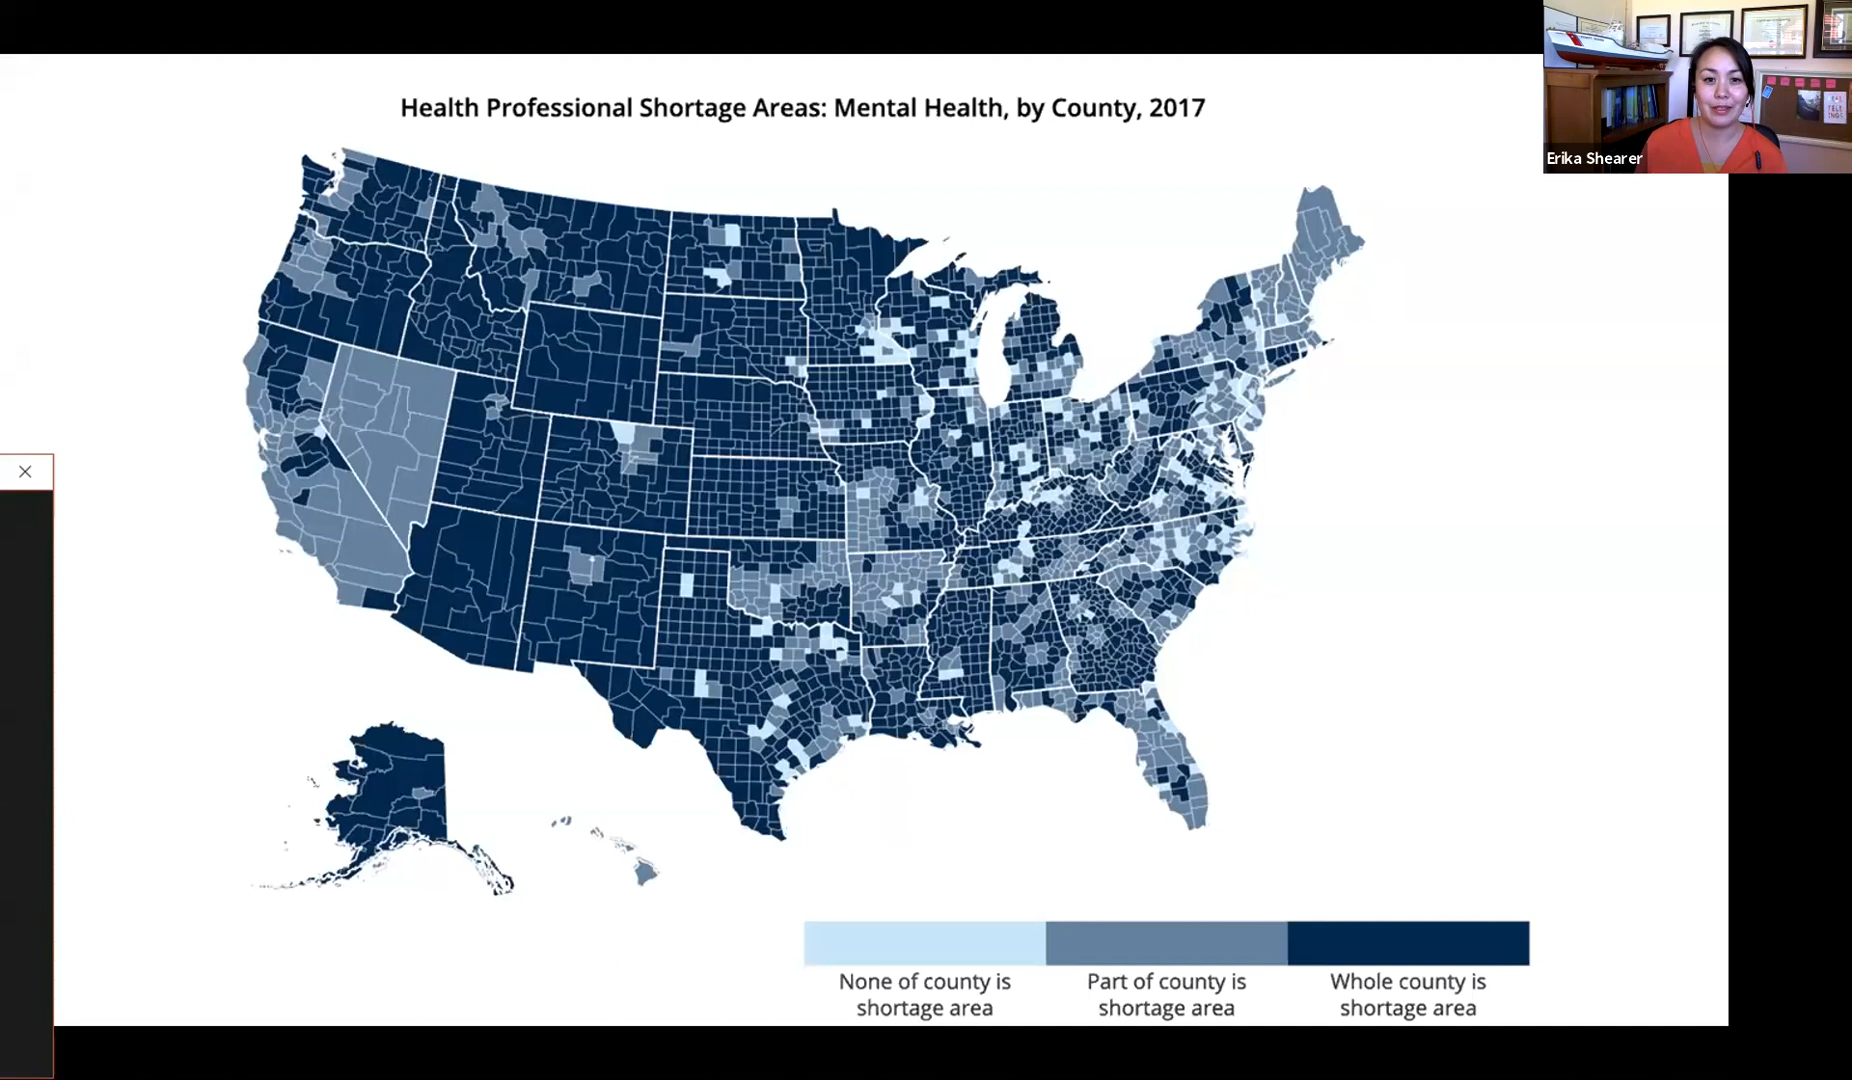 Health Professional Shortage Areas: Mental Health, by County, 2017
Erika Shearer
None of county is
shortage area
Part of county is
shortage area
Whole county is
shortage area